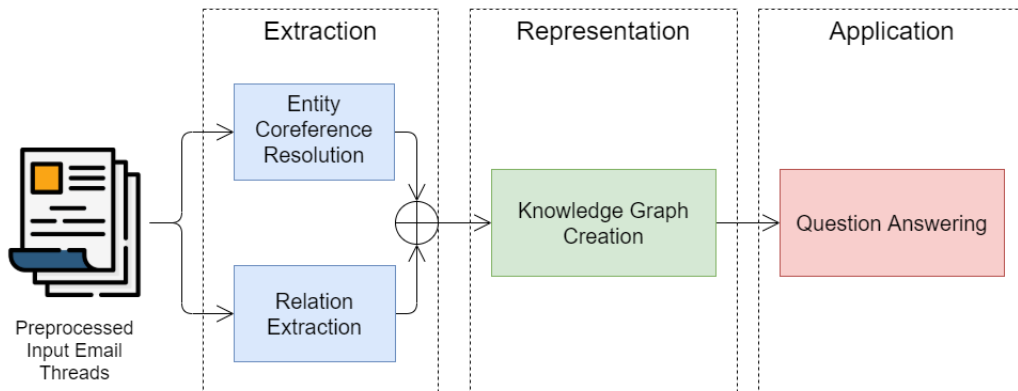 Extraction
Representation
Application
Entity
Coreference
Resolution
Knowledge Graph
Creation
Question Answering
Relation
Extraction
Preprocessed
Input Email
Threads